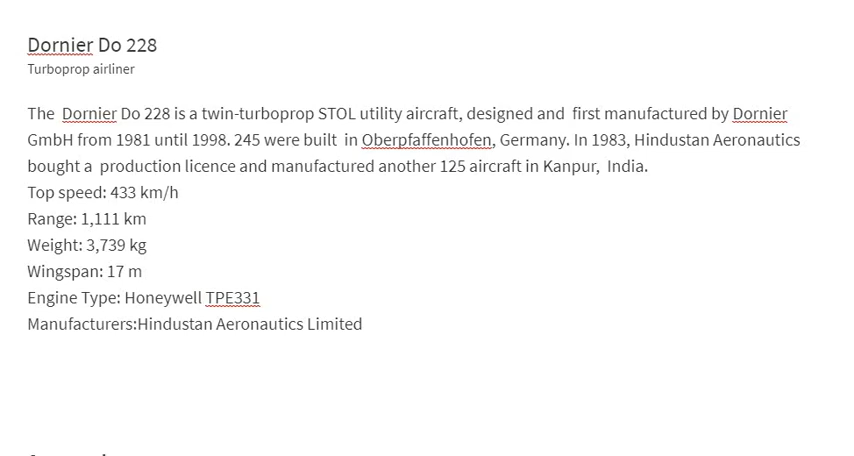 Dornier Do 228
Turboprop airliner
The  Dornier Do 228 is a twin-turboprop STOL utility aircraft, designed and  first manufactured by Dornier
GmbH from 1981 until 1998. 245 were built  in Oberpfaffenhofen, Germany. In 1983, Hindustan Aeronautics
bought a  production licence and manufactured another 125 aircraft in Kanpur,  India.
Top speed: 433 km/h
Range: 1,111 km
Weight: 3,739 kg
Wingspan: 17 m
Engine Type: Honeywell TPE331
Manufacturers:Hindustan Aeronautics Limited